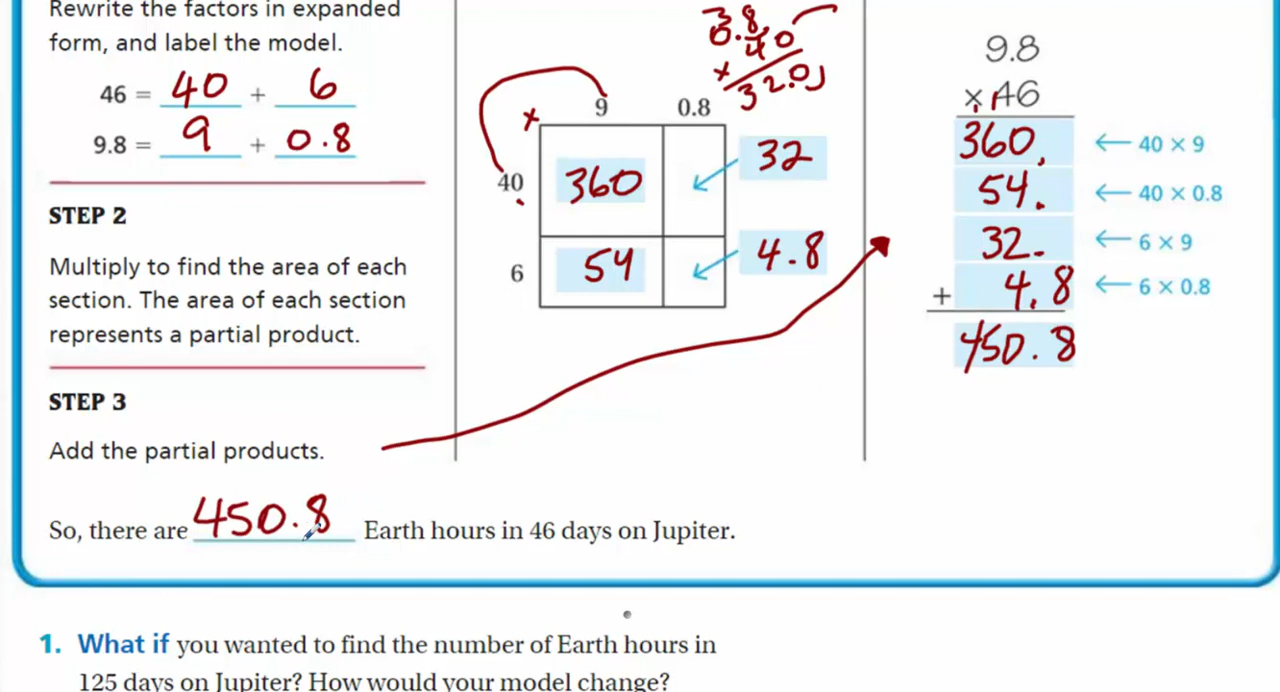 Rewrite the factors in expanded
form, and label the model.
46 = 40 + 6
9.8 = 9 + 0.8
STEP 2
Multiply to find the area of each
section. The area of each section
represents a partial product.
STEP 3
Add the partial products.
So, there are 450.8 Earth hours in 46 days on Jupiter.
0.8
40
×
32.0
× 9 0.8
40 360 32
6 54 4.8
9.8
×46
360. ← 40 × 9
54. ← 40 × 0.8
32. ← 6 × 9
+ 4.8 ← 6 × 0.8
450.8
1. What if you wanted to find the number of Earth hours in
125 days on Jupiter? How would your model change?